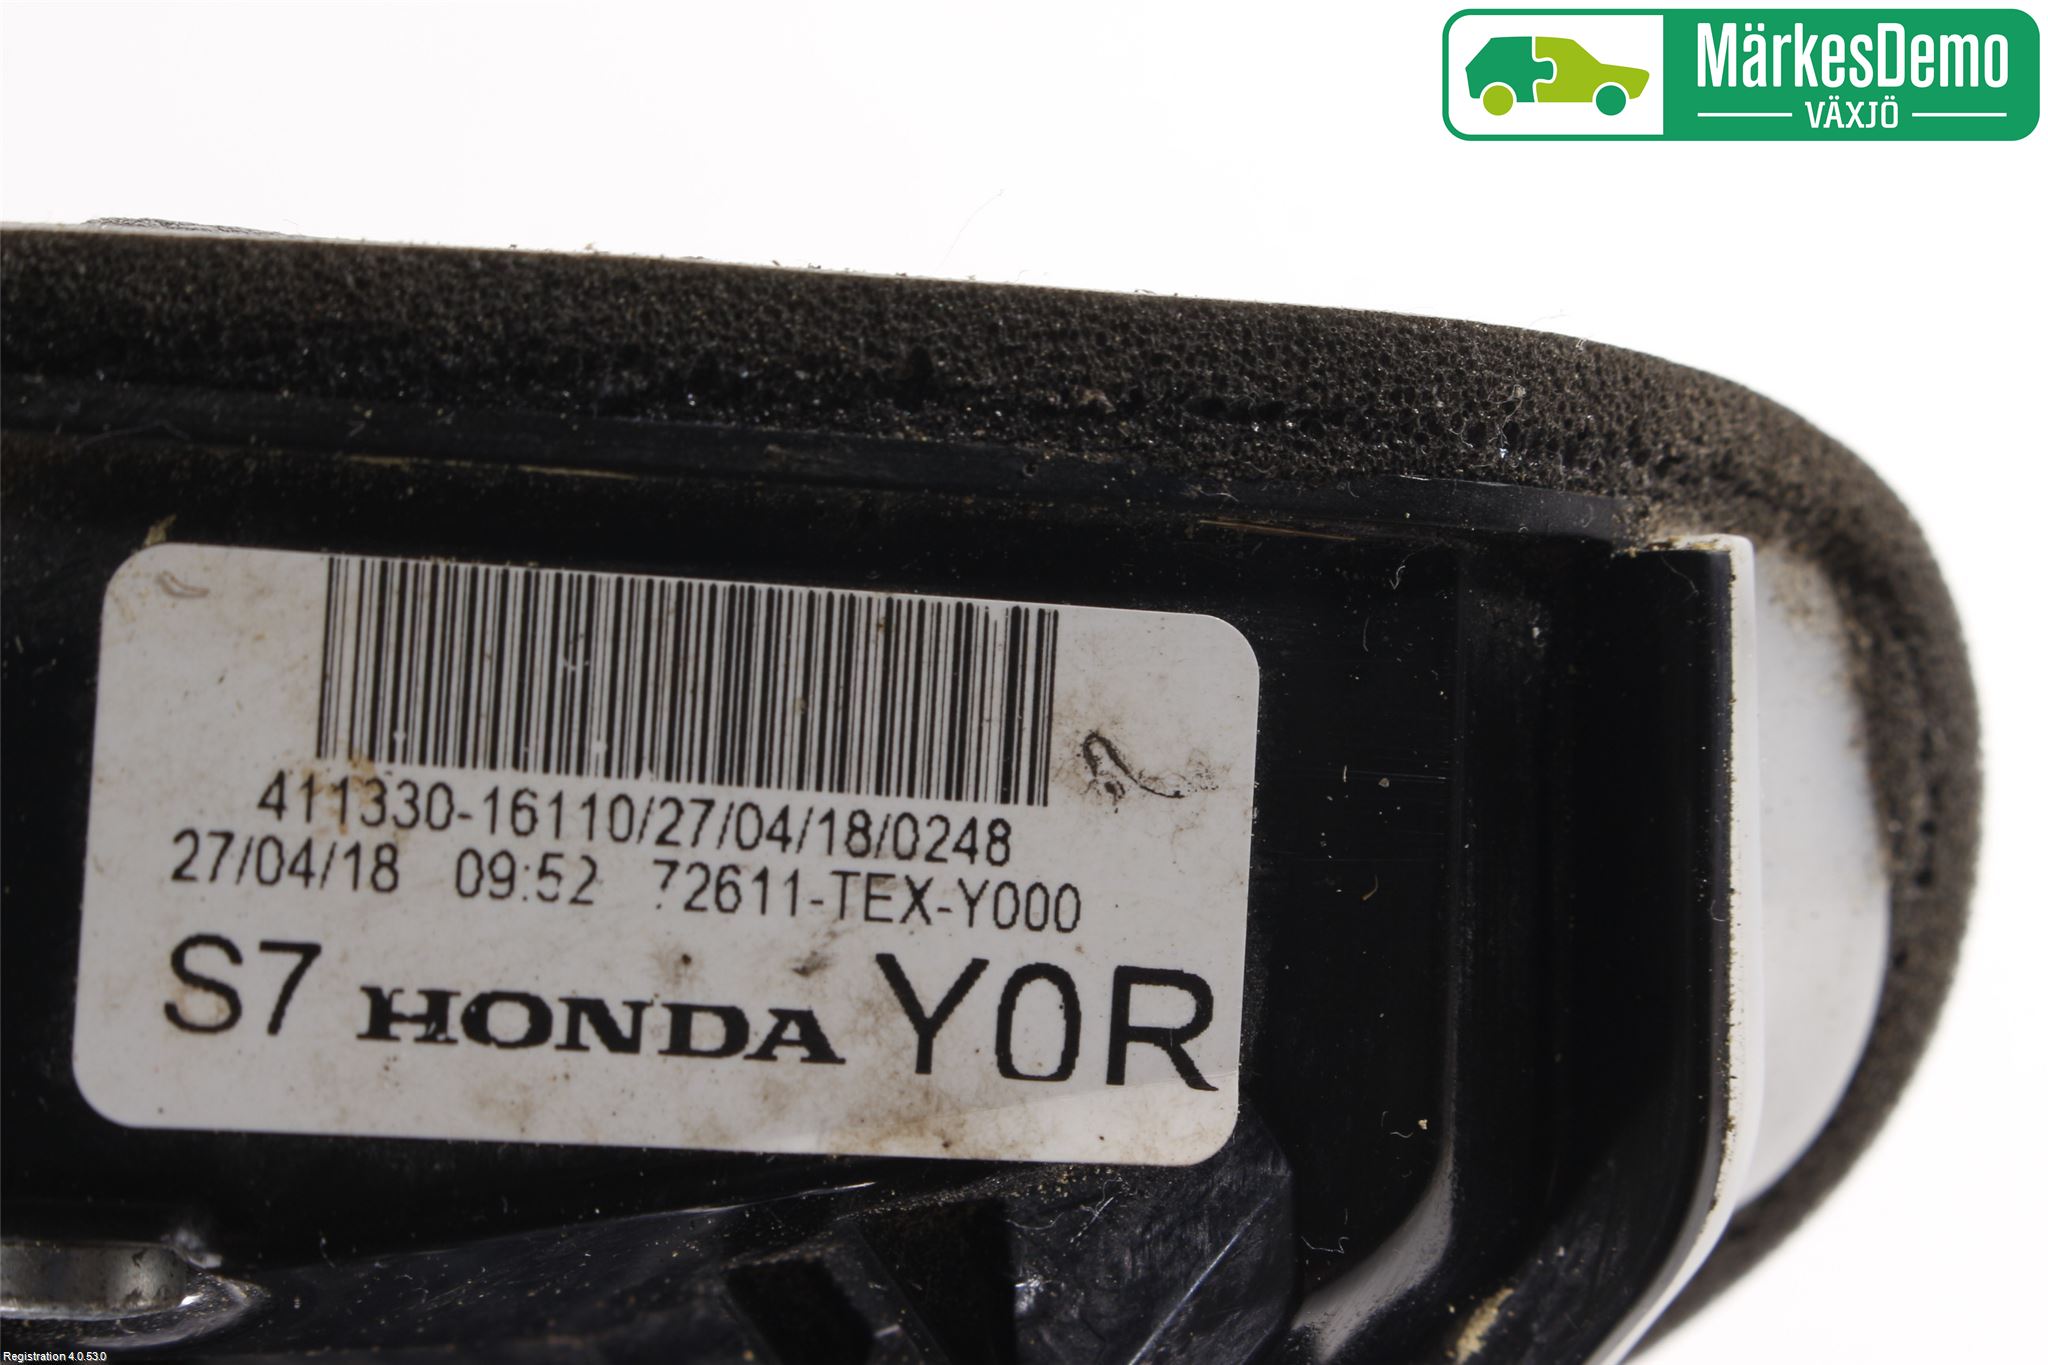 MärkesDemo
VÄXJÖ
411330-16110/27/04/18/0248
27/04/18 09:52 72611-TEX-Y000
S7 HONDA Y0R
Registration 4.0.53.0